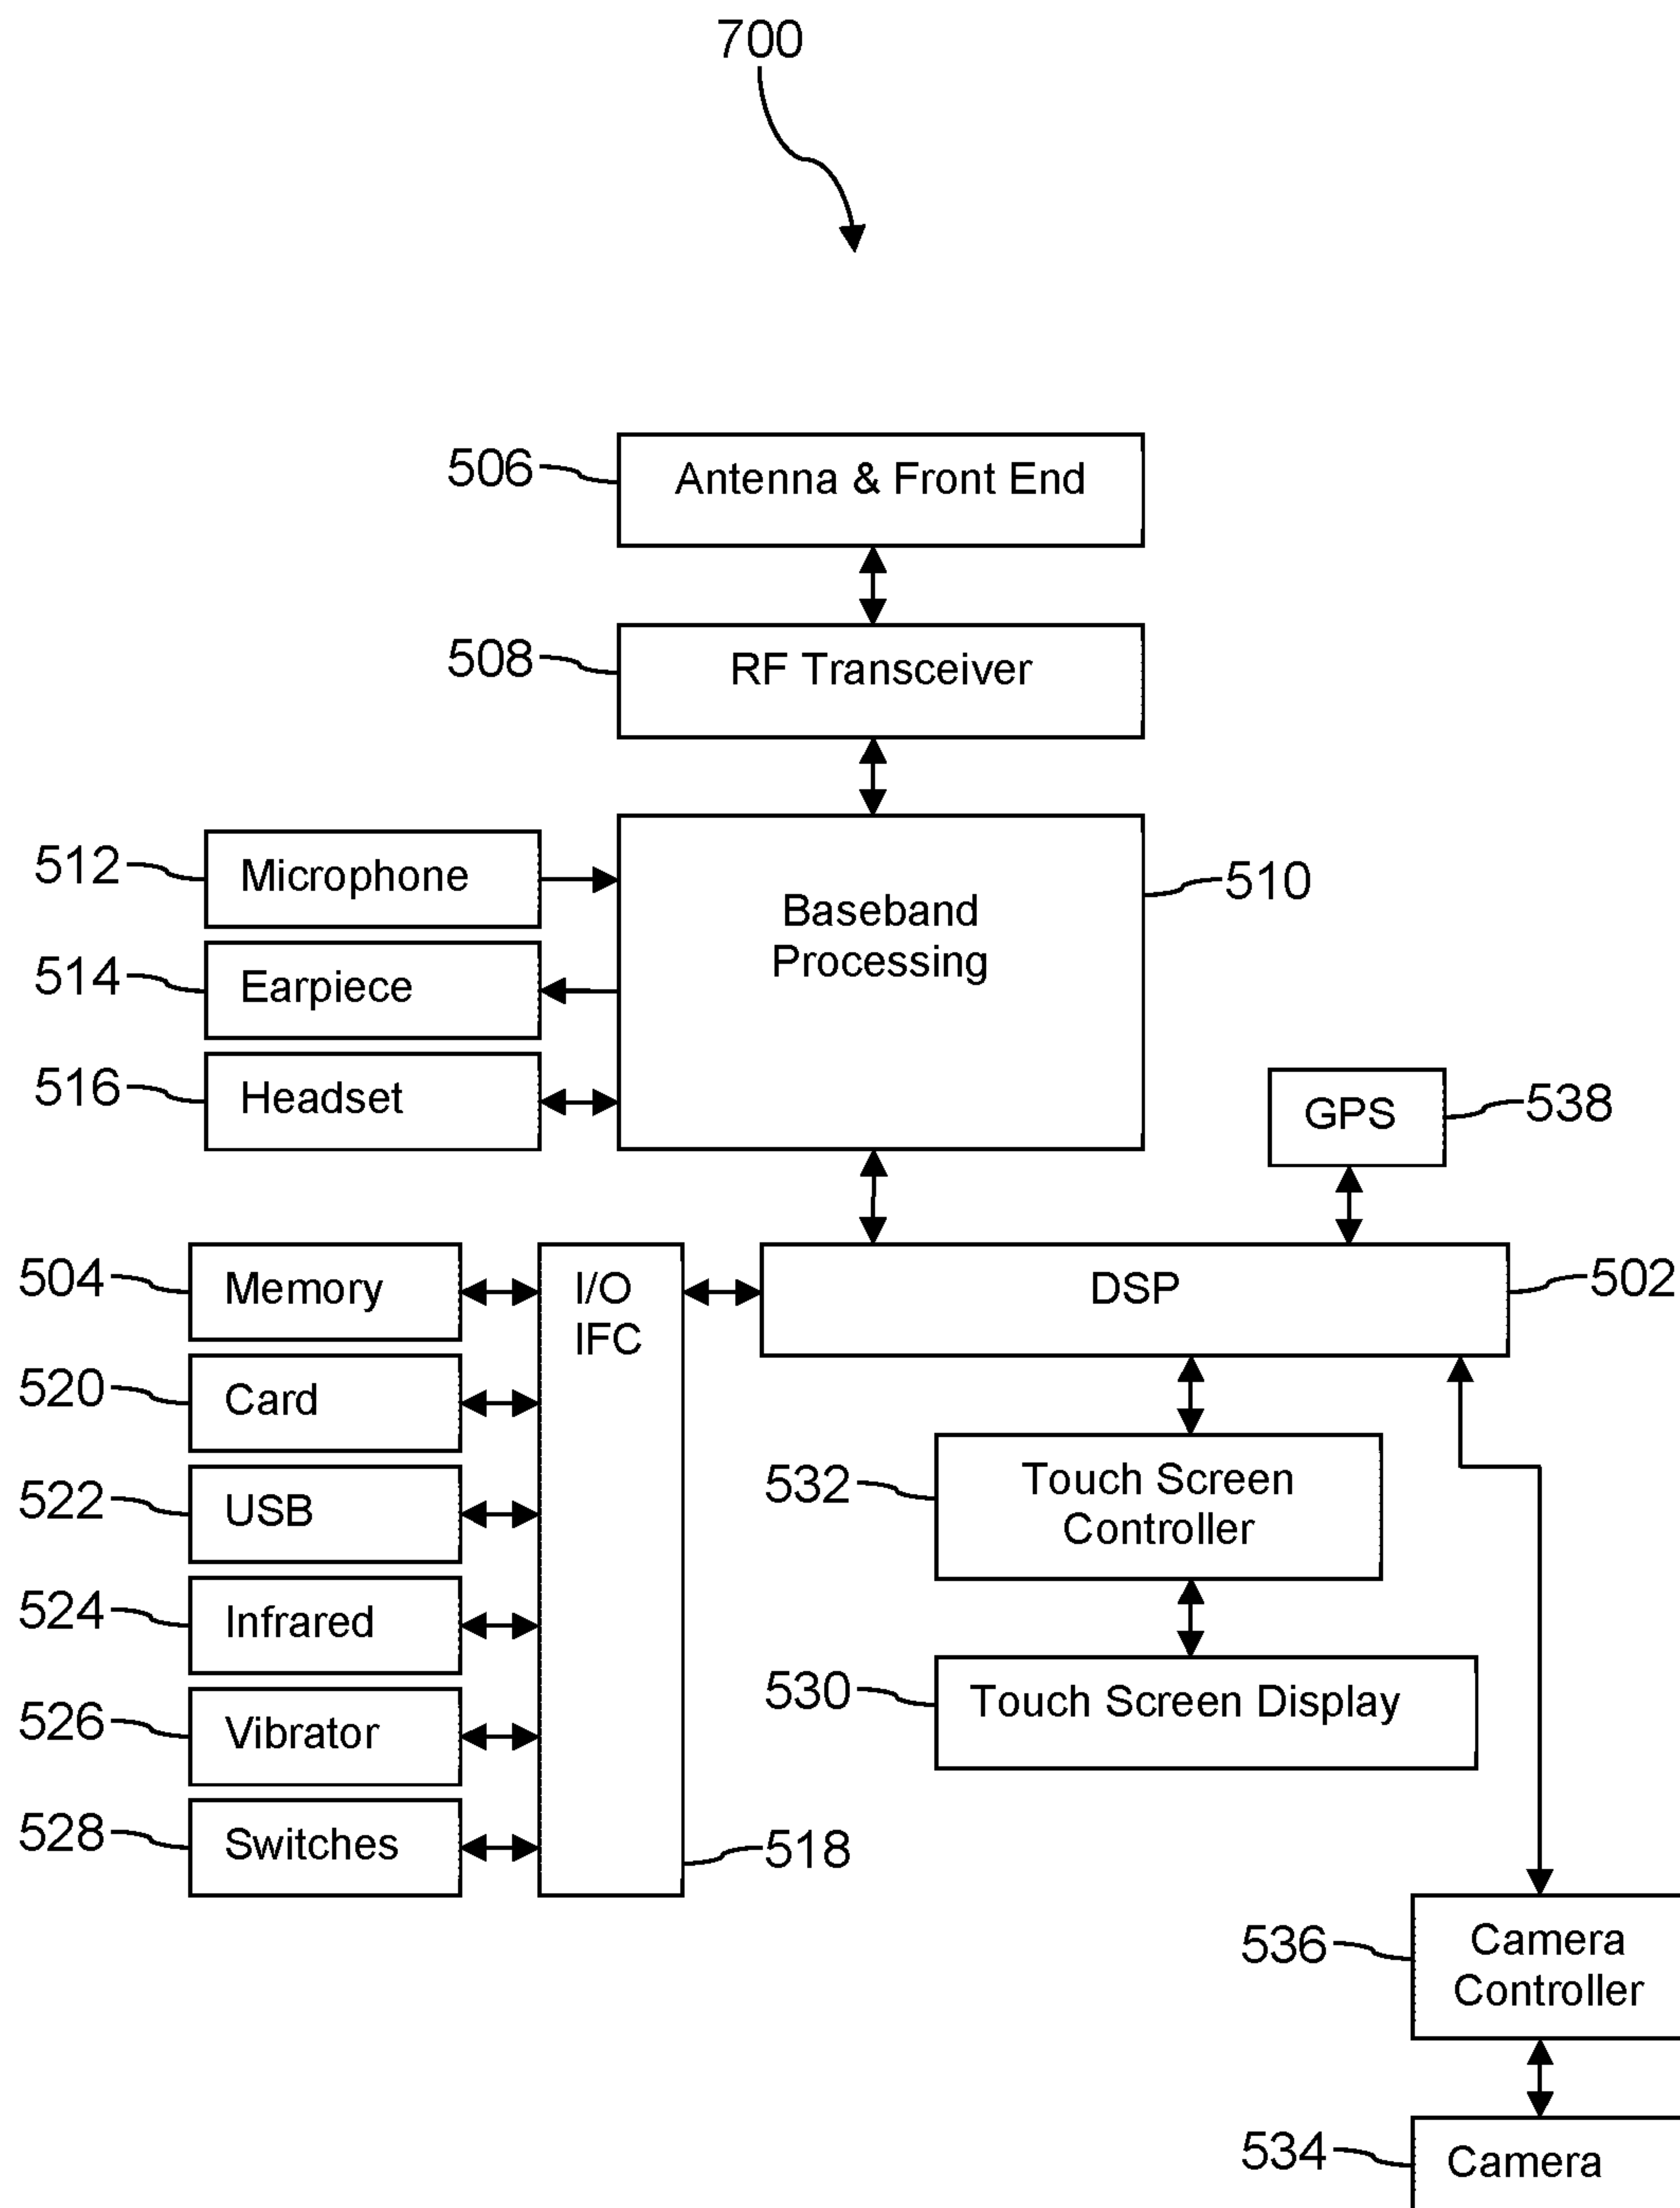 700
506
Antenna & Front End
508
RF Transceiver
512
Microphone
510
Baseband
Processing
514
Earpiece
516
Headset
GPS
538
504
Memory
I/O
IFC
DSP
502
520
Card
522
USB
532
Touch Screen
Controller
524
Infrared
530
Touch Screen Display
526
Vibrator
528
Switches
518
536
Camera
Controller
534
Camera